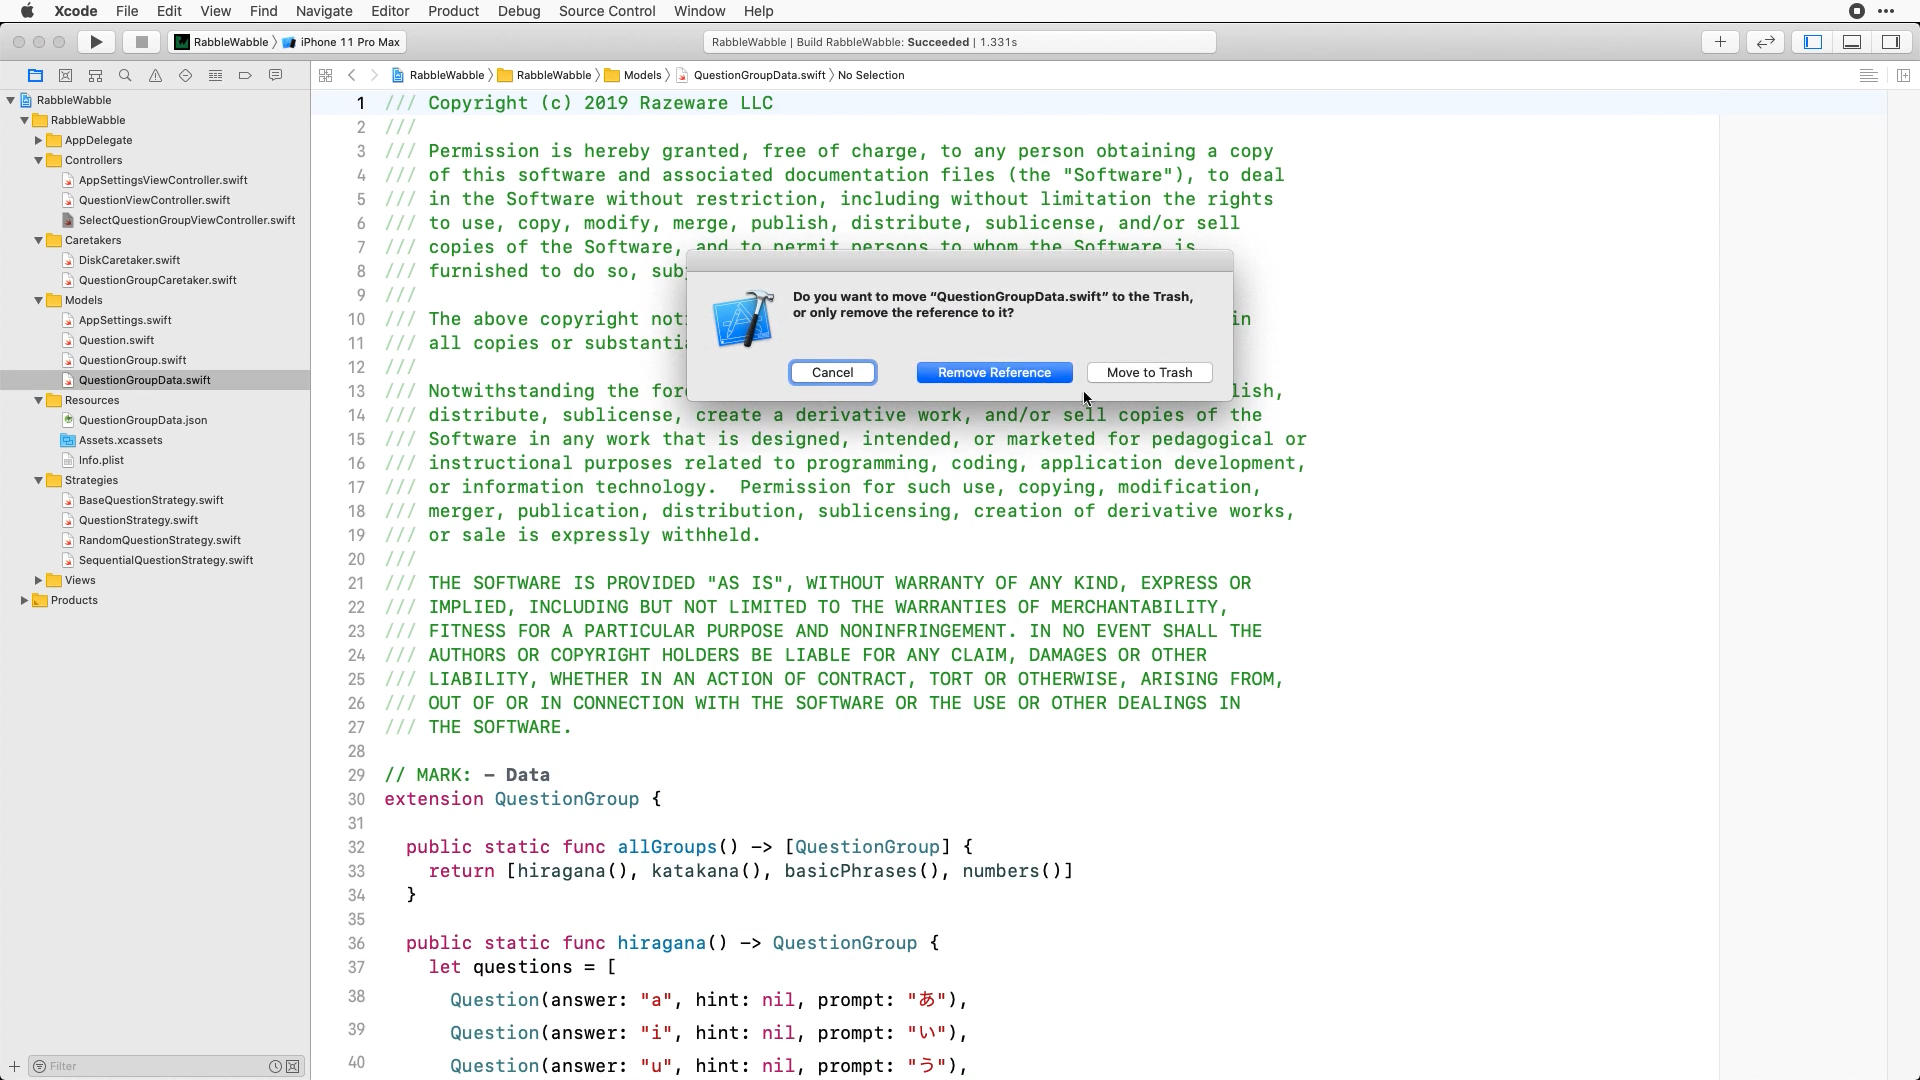 Xcode File Edit View Find Navigate Editor Product Debug Source Control Window Help
RabbleWabble iPhone 11 Pro Max
RabbleWabble | Build RabbleWabble: Succeeded | 1.331s
RabbleWabble RabbleWabble Models QuestionGroupData.swift No Selection
RabbleWabble
RabbleWabble
AppDelegate
Controllers
AppSettingsViewController.swift
QuestionViewController.swift
SelectQuestionGroupViewController.swift
Caretakers
DiskCaretaker.swift
QuestionGroupCaretaker.swift
Models
AppSettings.swift
Question.swift
QuestionGroup.swift
QuestionGroupData.swift
Resources
QuestionGroupData.json
Assets.xcassets
Info.plist
Strategies
BaseQuestionStrategy.swift
QuestionStrategy.swift
RandomQuestionStrategy.swift
SequentialQuestionStrategy.swift
Views
Products
Filter
1 /// Copyright (c) 2019 Razeware LLC
2 ///
3 /// Permission is hereby granted, free of charge, to any person obtaining a copy
4 /// of this software and associated documentation files (the "Software"), to deal
5 /// in the Software without restriction, including without limitation the rights
6 /// to use, copy, modify, merge, publish, distribute, sublicense, and/or sell
7 /// copies of the Software, and to permit persons to whom the Software is
8 /// furnished to do so, sub
9 ///
10 /// The above copyright not in
11 /// all copies or substanti
12 ///
13 /// Notwithstanding the for lish,
14 /// distribute, sublicense, create a derivative work, and/or sell copies of the
15 /// Software in any work that is designed, intended, or marketed for pedagogical or
16 /// instructional purposes related to programming, coding, application development,
17 /// or information technology.  Permission for such use, copying, modification,
18 /// merger, publication, distribution, sublicensing, creation of derivative works,
19 /// or sale is expressly withheld.
20 ///
21 /// THE SOFTWARE IS PROVIDED "AS IS", WITHOUT WARRANTY OF ANY KIND, EXPRESS OR
22 /// IMPLIED, INCLUDING BUT NOT LIMITED TO THE WARRANTIES OF MERCHANTABILITY,
23 /// FITNESS FOR A PARTICULAR PURPOSE AND NONINFRINGEMENT. IN NO EVENT SHALL THE
24 /// AUTHORS OR COPYRIGHT HOLDERS BE LIABLE FOR ANY CLAIM, DAMAGES OR OTHER
25 /// LIABILITY, WHETHER IN AN ACTION OF CONTRACT, TORT OR OTHERWISE, ARISING FROM,
26 /// OUT OF OR IN CONNECTION WITH THE SOFTWARE OR THE USE OR OTHER DEALINGS IN
27 /// THE SOFTWARE.
28
29 // MARK: - Data
30 extension QuestionGroup {
31
32 public static func allGroups() -> [QuestionGroup] {
33 return [hiragana(), katakana(), basicPhrases(), numbers()]
34 }
35
36 public static func hiragana() -> QuestionGroup {
37 let questions = [
38 Question(answer: "a", hint: nil, prompt: "あ"),
39 Question(answer: "i", hint: nil, prompt: "い"),
40 Question(answer: "u", hint: nil, prompt: "う"),
Do you want to move “QuestionGroupData.swift” to the Trash,
or only remove the reference to it?
Cancel Remove Reference Move to Trash